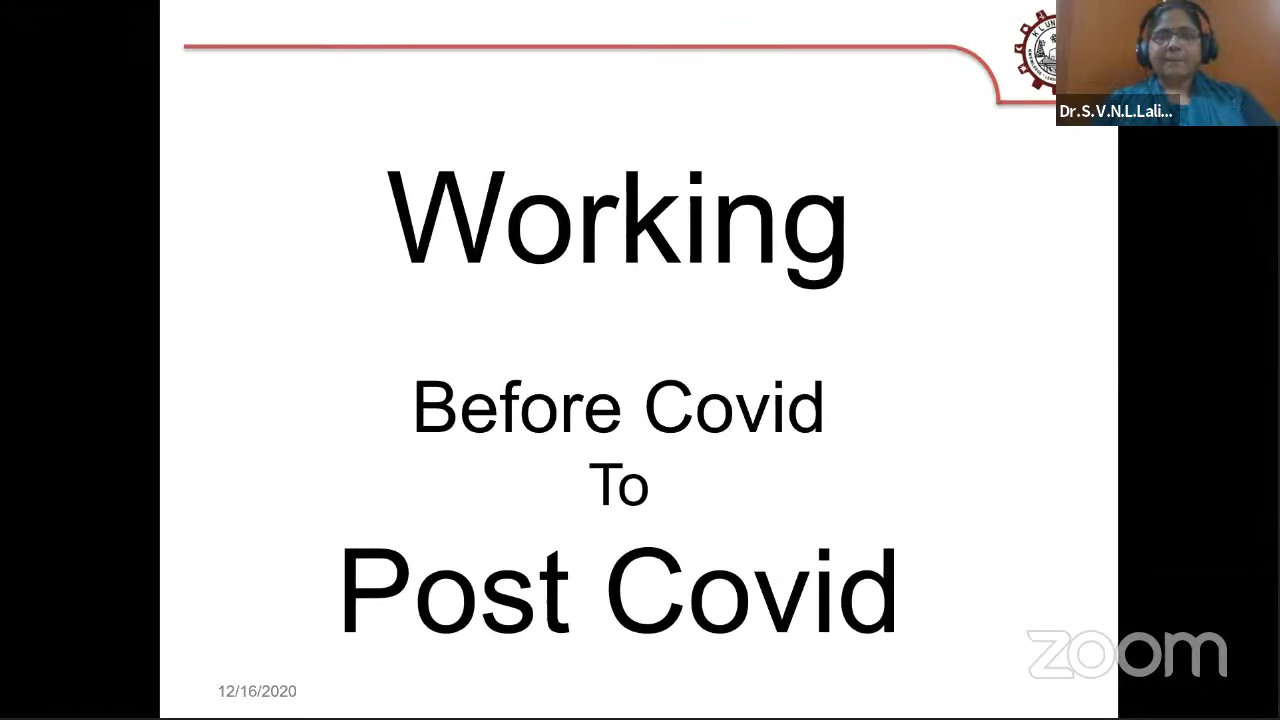 Dr.S.V.N.L.Lali...
Working
Before Covid
To
Post Covid
zoom
12/16/2020